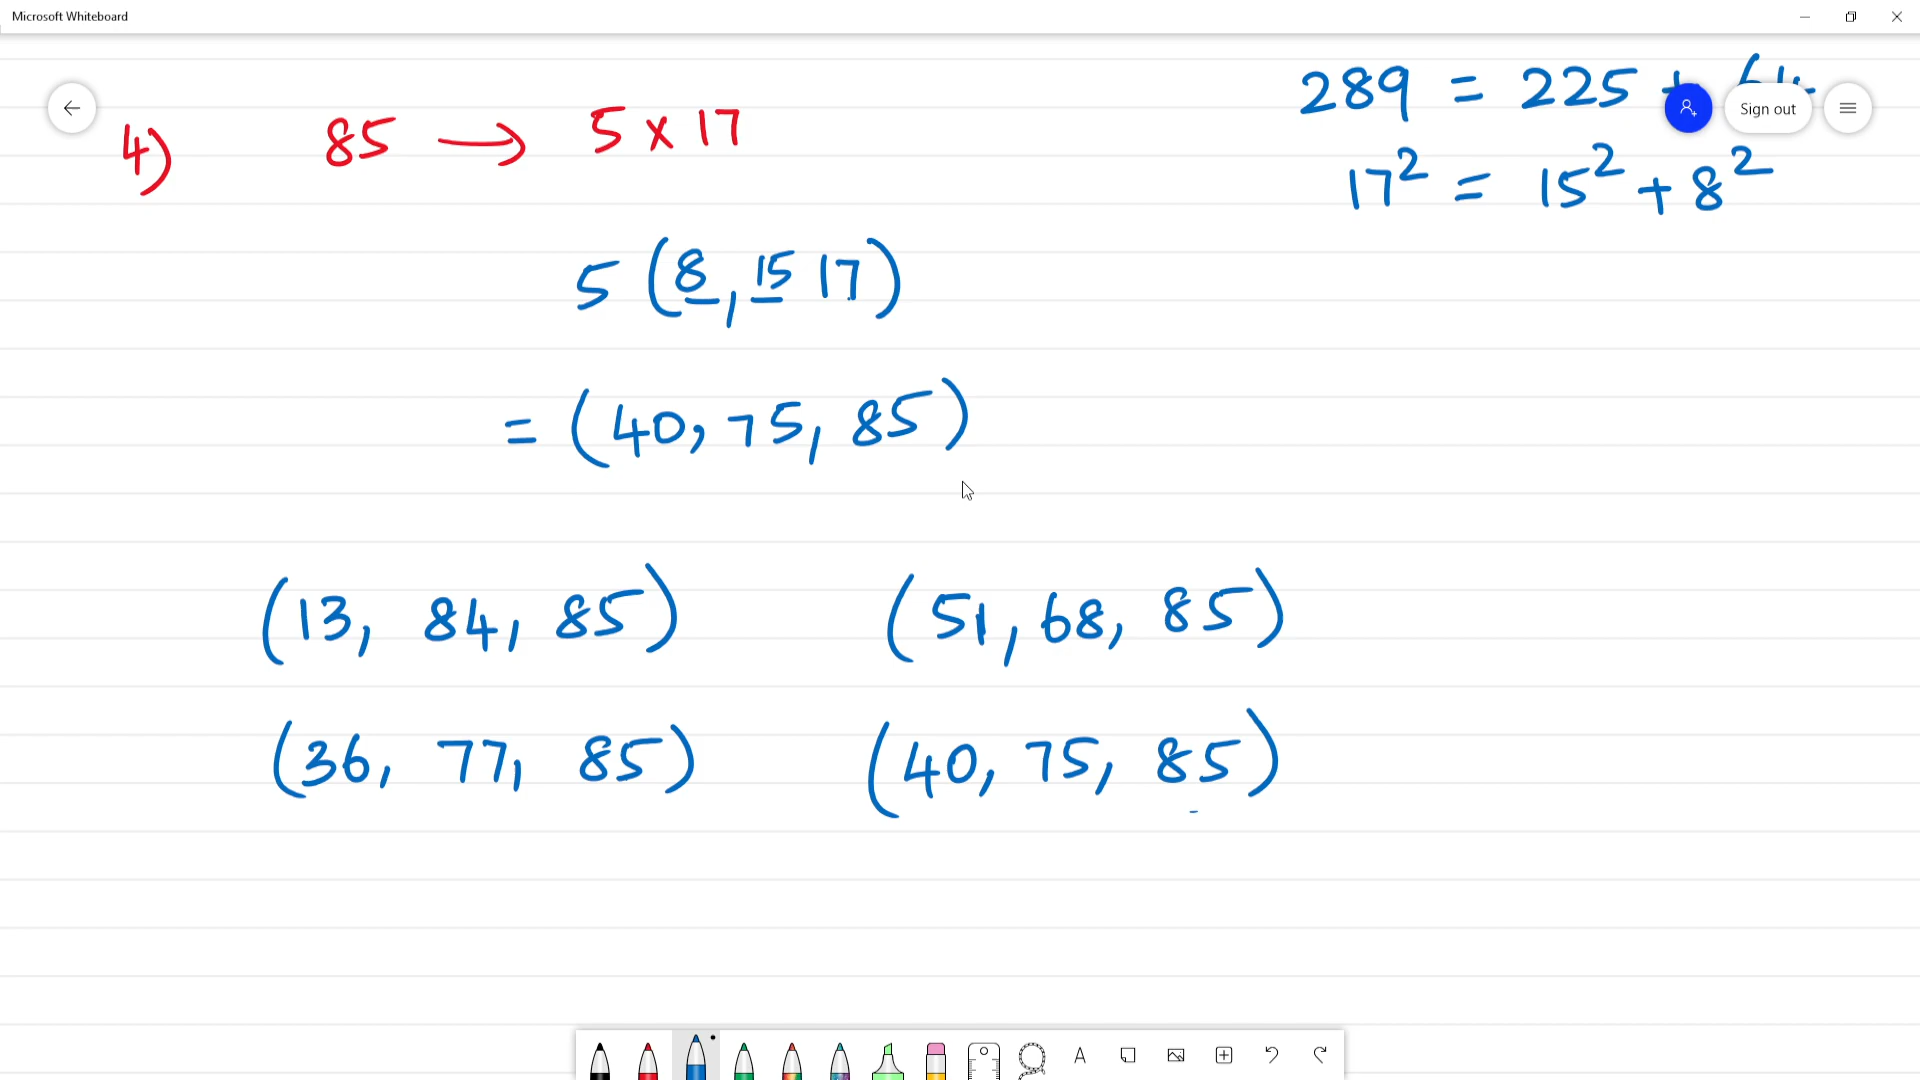 Microsoft Whiteboard
289 = 225 + 64
Sign out
4) 85 → 5 x 17
17² = 15² + 8²
5 (8, 15 17)
= (40, 75, 85)
(13, 84, 85) (51, 68, 85)
(36, 77, 85) (40, 75, 85)
A